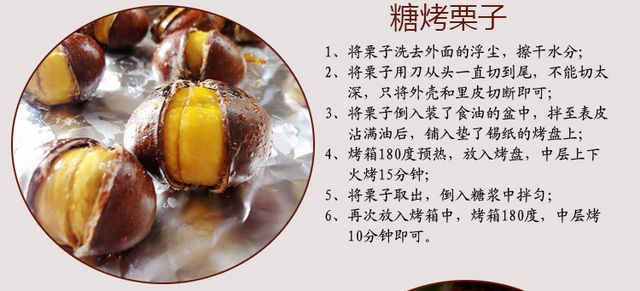 糖烤栗子
1、将栗子洗去外面的浮尘，擦干水分；
2、将栗子用刀从头一直切到尾，不能切太
深，只将外壳和里皮切断即可；
3、将栗子倒入装了食油的盆中，拌至表皮
沾满油后，铺入垫了锡纸的烤盘上；
4、烤箱180度预热，放入烤盘，中层上下
火烤15分钟；
5、将栗子取出，倒入糖浆中拌匀；
6、再次放入烤箱中，烤箱180度，中层烤
10分钟即可。